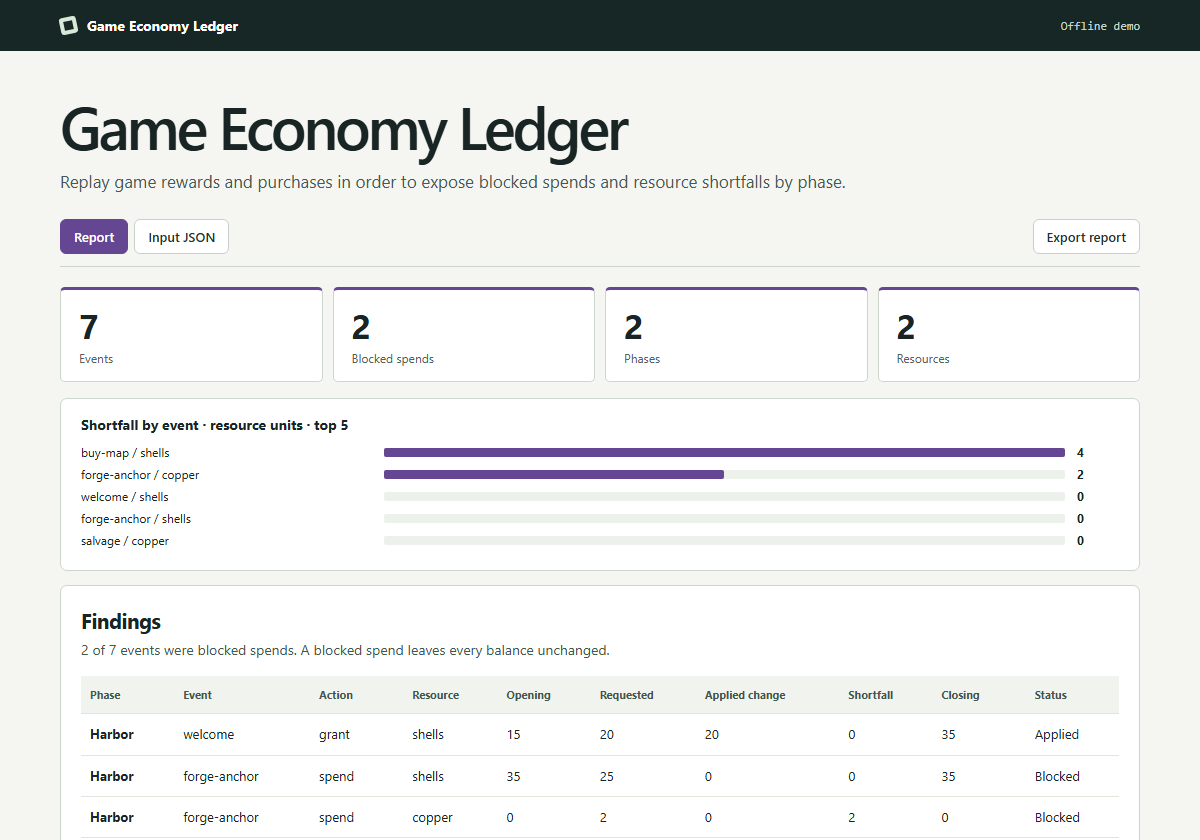 Game Economy Ledger
Offline demo
Game Economy Ledger
Replay game rewards and purchases in order to expose blocked spends and resource shortfalls by phase.
Report
Input JSON
Export report
7
Events
2
Blocked spends
2
Phases
2
Resources
Shortfall by event · resource units · top 5
buy-map / shells 4
forge-anchor / copper 2
welcome / shells 0
forge-anchor / shells 0
salvage / copper 0
Findings
2 of 7 events were blocked spends. A blocked spend leaves every balance unchanged.
Phase Event Action Resource Opening Requested Applied change Shortfall Closing Status
Harbor welcome grant shells 15 20 20 0 35 Applied
Harbor forge-anchor spend shells 35 25 0 0 35 Blocked
Harbor forge-anchor spend copper 0 2 0 2 0 Blocked